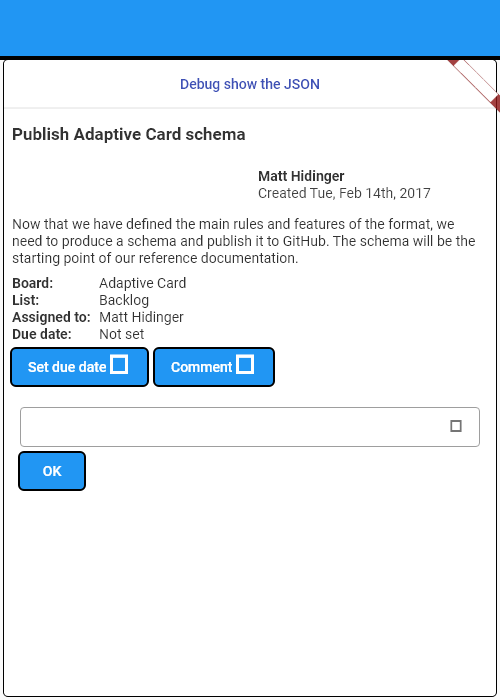 Debug show the JSON
Publish Adaptive Card schema
Matt Hidinger
Created Tue, Feb 14th, 2017
Now that we have defined the main rules and features of the format, we
need to produce a schema and publish it to GitHub. The schema will be the
starting point of our reference documentation.
Board: Adaptive Card
List: Backlog
Assigned to: Matt Hidinger
Due date: Not set
Set due date Comment
OK